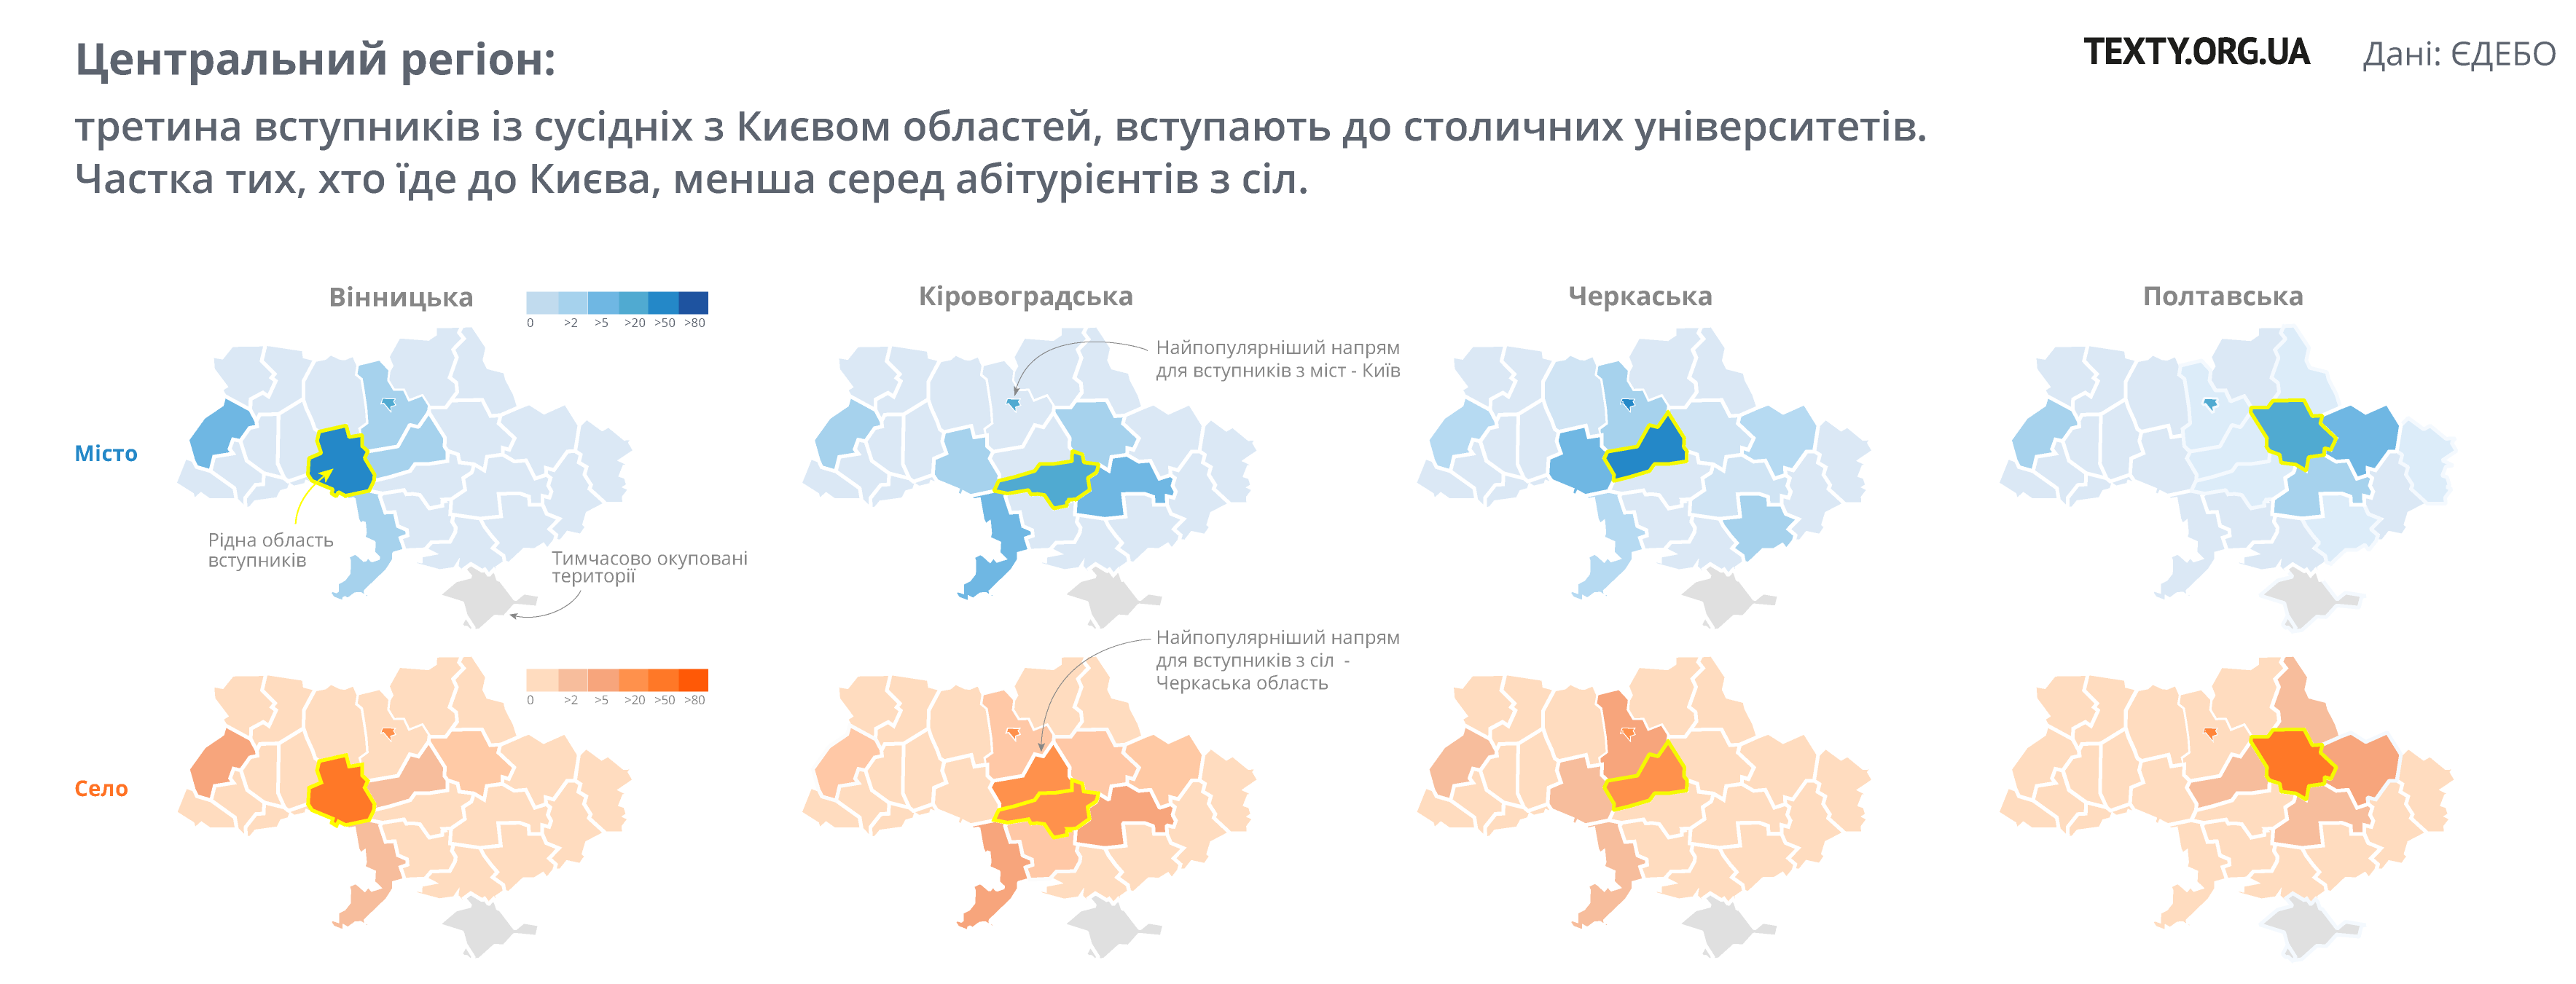 Центральний регіон:
TEXTY.ORG.UA
Дані: ЄДЕБО
третина вступників із сусідніх з Києвом областей, вступають до столичних університетів.
Частка тих, хто їде до Києва, менша серед абітурієнтів з сіл.
Вінницька
Кіровоградська
Черкаська
Полтавська
0 >2 >5 >20 >50 >80
Найпопулярніший напрям
для вступників з міст - Київ
Місто
Рідна область
вступників
Тимчасово окуповані
території
Найпопулярніший напрям
для вступників з сіл -
Черкаська область
0 >2 >5 >20 >50 >80
Село